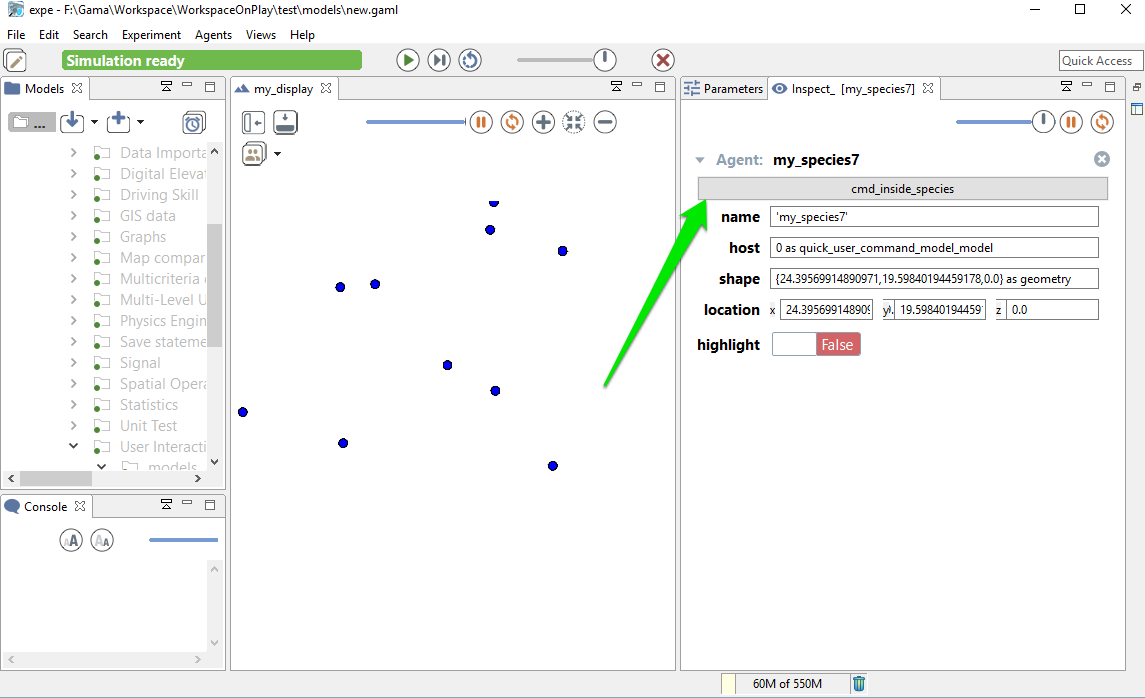 expe - F:\Gama\Workspace\WorkspaceOnPlay\test\models\new.gaml
File Edit Search Experiment Agents Views Help
Simulation ready
Quick Access
Models
...
Data Importa
Digital Elevat
Driving Skill
GIS data
Graphs
Map compar
Multicriteria
Multi-Level U
Physics Engin
Save stateme
Signal
Spatial Opera
Statistics
Unit Test
User Interacti
models
Console
AA
AA
my_display
Parameters
Inspect_ [my_species7]
Agent: my_species7
cmd_inside_species
name 'my_species7'
host 0 as quick_user_command_model_model
shape {24.39569914890971,19.59840194459178,0.0} as geometry
location x 24.395699148909 y 19.59840194459 z 0.0
highlight False
60M of 550M